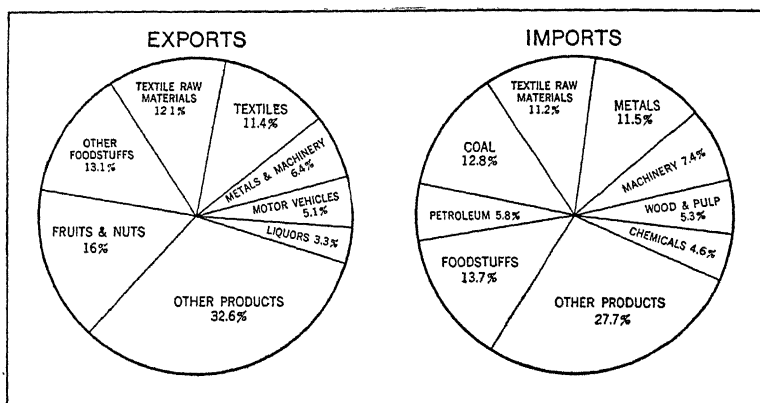 EXPORTS
TEXTILE RAW
MATERIALS
12.1%
TEXTILES
11.4%
METALS & MACHINERY
6.4%
MOTOR VEHICLES
5.1%
LIQUORS 3.3%
OTHER PRODUCTS
32.6%
FRUITS & NUTS
16%
OTHER
FOODSTUFFS
13.1%
IMPORTS
TEXTILE RAW
MATERIALS
11.2%
METALS
11.5%
MACHINERY 7.4%
WOOD & PULP
5.3%
CHEMICALS 4.6%
OTHER PRODUCTS
27.7%
FOODSTUFFS
13.7%
PETROLEUM 5.8%
COAL
12.8%